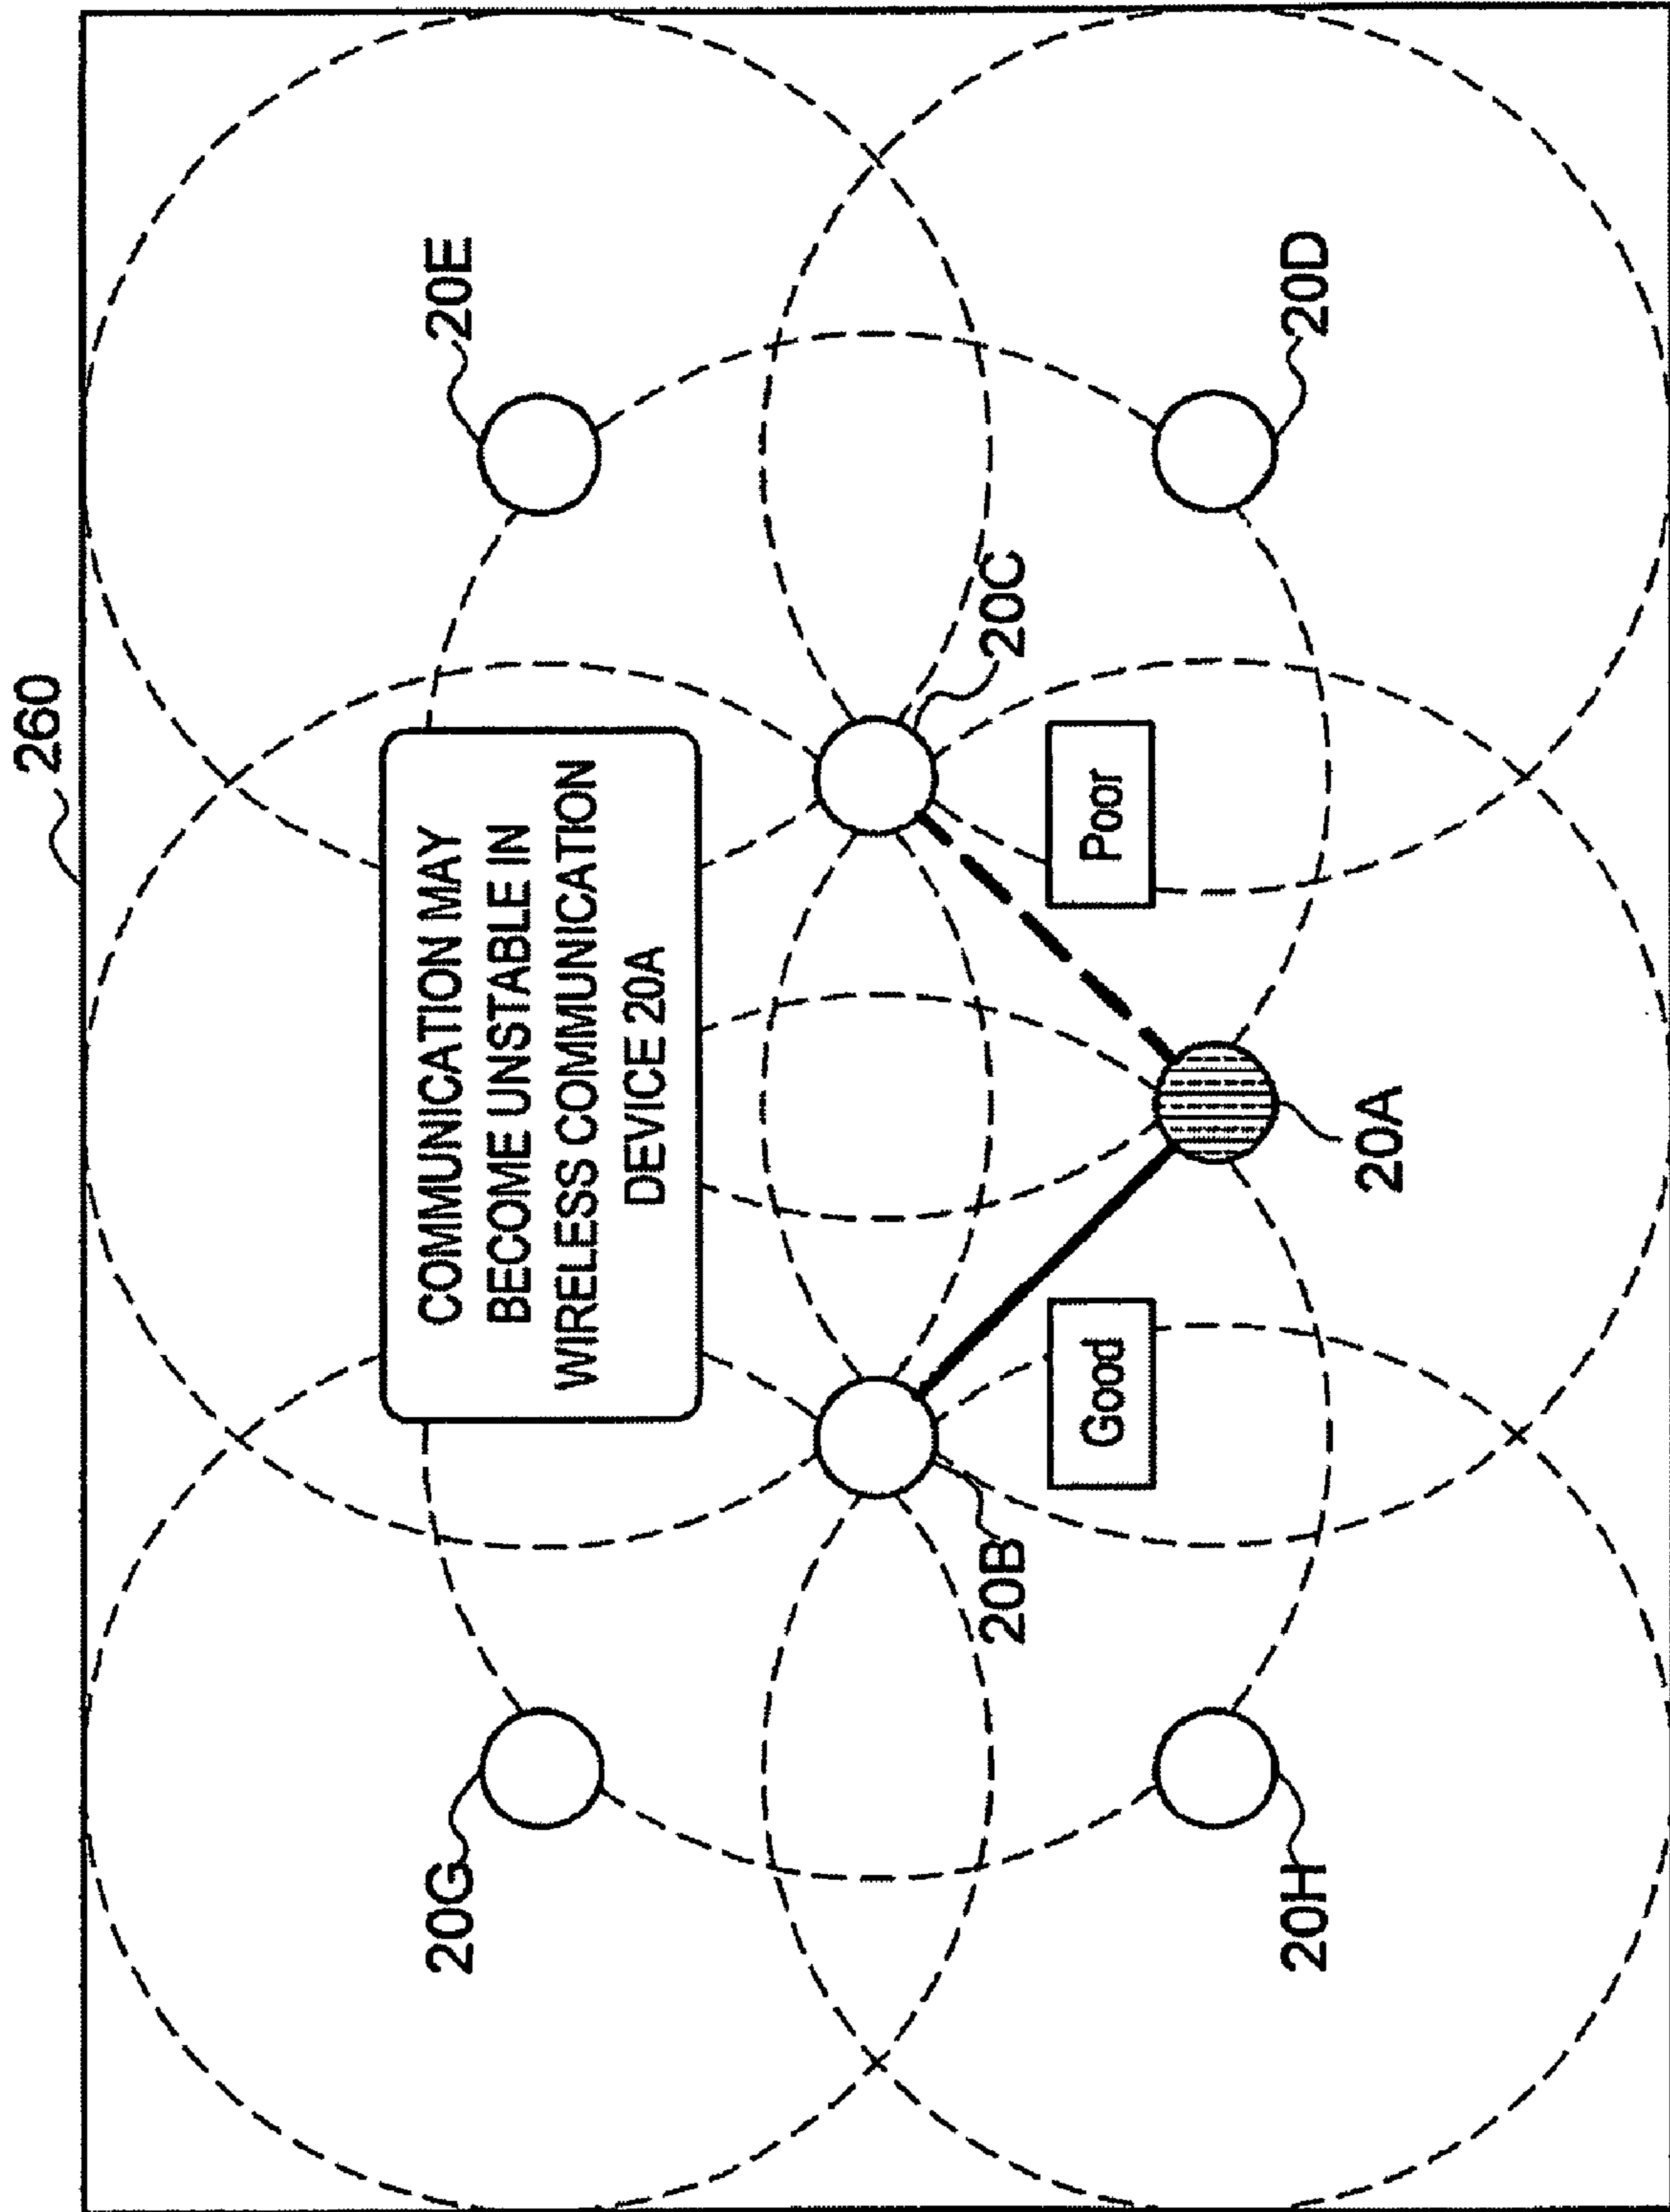 260
20G
20E
COMMUNICATION MAY
BECOME UNSTABLE IN
WIRELESS COMMUNICATION
DEVICE 20A
20B
20C
Good
Poor
20H
20A
20D